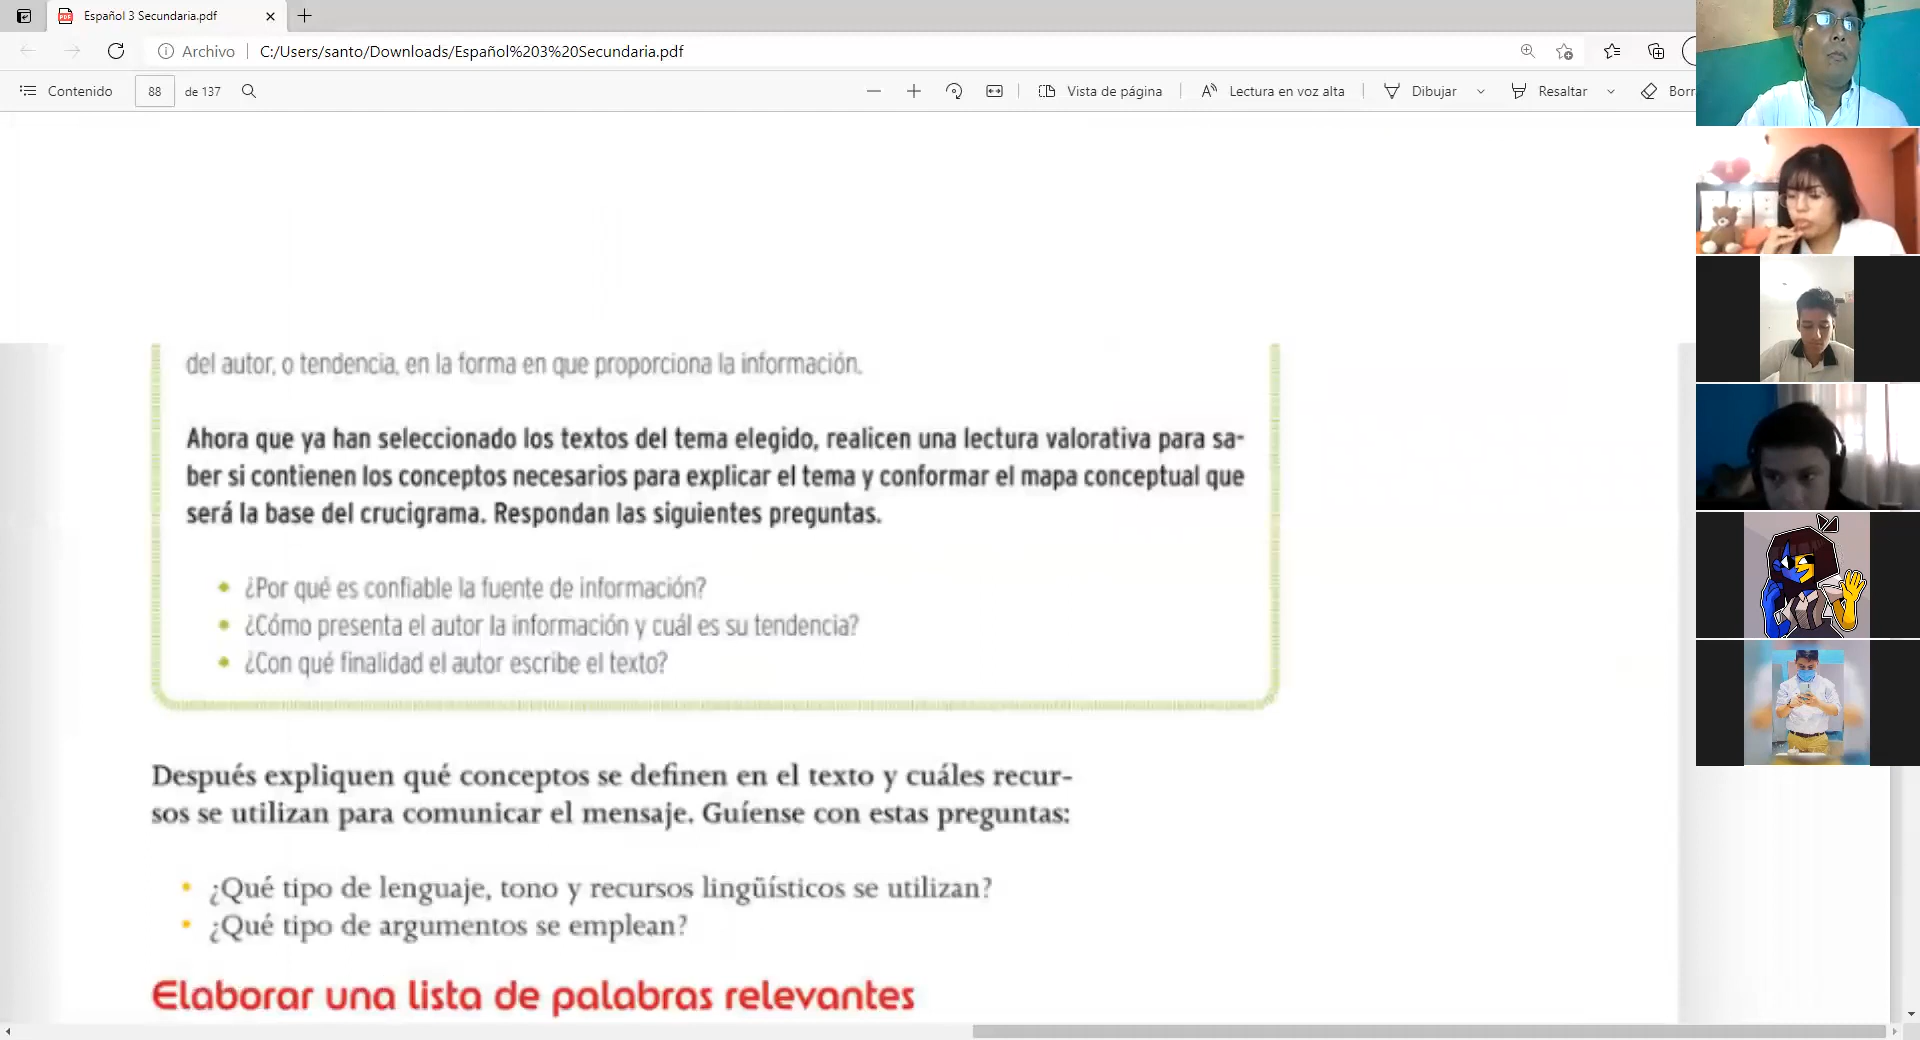 Español 3 Secundaria.pdf
Archivo C:/Users/santo/Downloads/Español%203%20Secundaria.pdf
Contenido 88 de 137 Vista de página Lectura en voz alta Dibujar Resaltar Borr
del autor, o tendencia, en la forma en que proporciona la información.
Ahora que ya han seleccionado los textos del tema elegido, realicen una lectura valorativa para sa-
ber si contienen los conceptos necesarios para explicar el tema y conformar el mapa conceptual que
será la base del crucigrama. Respondan las siguientes preguntas.
• ¿Por qué es confiable la fuente de información?
• ¿Cómo presenta el autor la información y cuál es su tendencia?
• ¿Con qué finalidad el autor escribe el texto?
Después expliquen qué conceptos se definen en el texto y cuáles recur-
sos se utilizan para comunicar el mensaje. Guíense con estas preguntas:
• ¿Qué tipo de lenguaje, tono y recursos lingüísticos se utilizan?
• ¿Qué tipo de argumentos se emplean?
Elaborar una lista de palabras relevantes